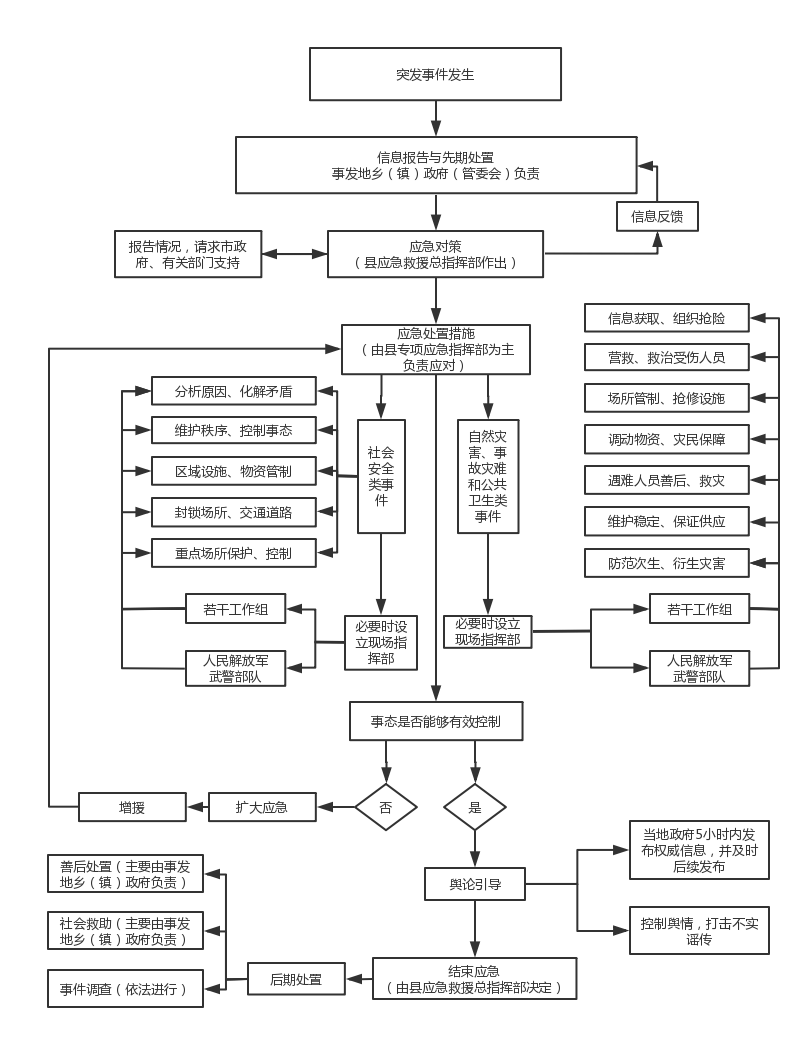 突发事件发生
信息报告与先期处置
事发地乡（镇）政府（管委会）负责
信息反馈
报告情况，请求市政
府、有关部门支持
应急对策
（县应急救援总指挥部作出）
应急处置措施
（由县专项应急指挥部为主
负责应对）
信息获取、组织抢险
营救、救治受伤人员
场所管制、抢修设施
调动物资、灾民保障
遇难人员善后、救灾
维护稳定、保证供应
防范次生、衍生灾害
分析原因、化解矛盾
维护秩序、控制事态
区域设施、物资管制
封锁场所、交通道路
重点场所保护、控制
社会
安全
类事
件
自然灾
害、事
故灾难
和公共
卫生类
事件
若干工作组
人民解放军
武警部队
必要时设
立现场指
挥部
必要时设立
现场指挥部
若干工作组
人民解放军
武警部队
事态是否能够有效控制
增援
扩大应急
否
是
当地政府5小时内发
布权威信息，并及时
后续发布
舆论引导
控制舆情，打击不实
谣传
善后处置（主要由事发
地乡（镇）政府负责）
社会救助（主要由事发
地乡（镇）政府负责）
事件调查（依法进行）
后期处置
结束应急
（由县应急救援总指挥部决定）